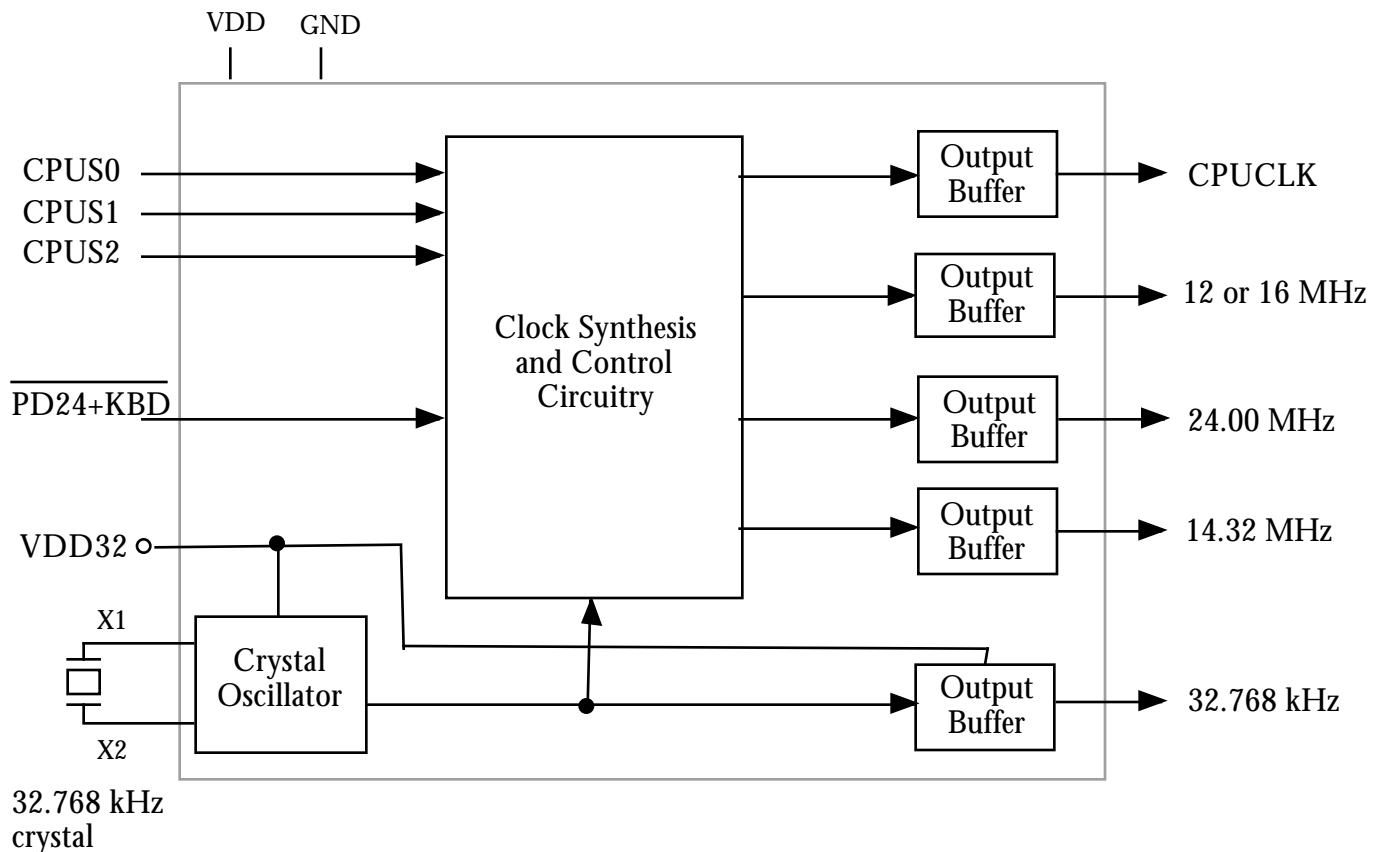 VDD GND
CPUS0
CPUS1
CPUS2
PD24+KBD
VDD32
X1
X2
32.768 kHz
crystal
Crystal
Oscillator
Clock Synthesis
and Control
Circuitry
Output
Buffer
CPUCLK
Output
Buffer
12 or 16 MHz
Output
Buffer
24.00 MHz
Output
Buffer
14.32 MHz
Output
Buffer
32.768 kHz